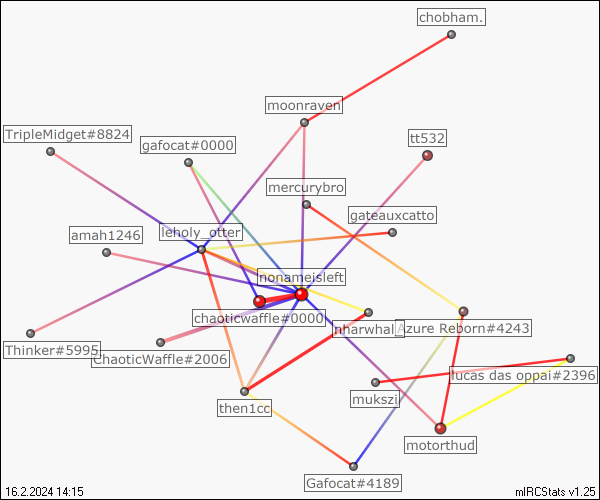 chobham.
moonraven
TripleMidget#8824
gafocat#0000
tt532
mercurybro
gateauxcatto
leholy_otter
amah1246
nonameisleft
chaoticwaffle#0000
nharwhal
Azure Reborn#4243
Thinker#5995
ChaoticWaffle#2006
lucas das oppai#2396
mukszi
then1cc
motorthud
Gafocat#4189
16.2.2024 14:15
mIRCStats v1.25